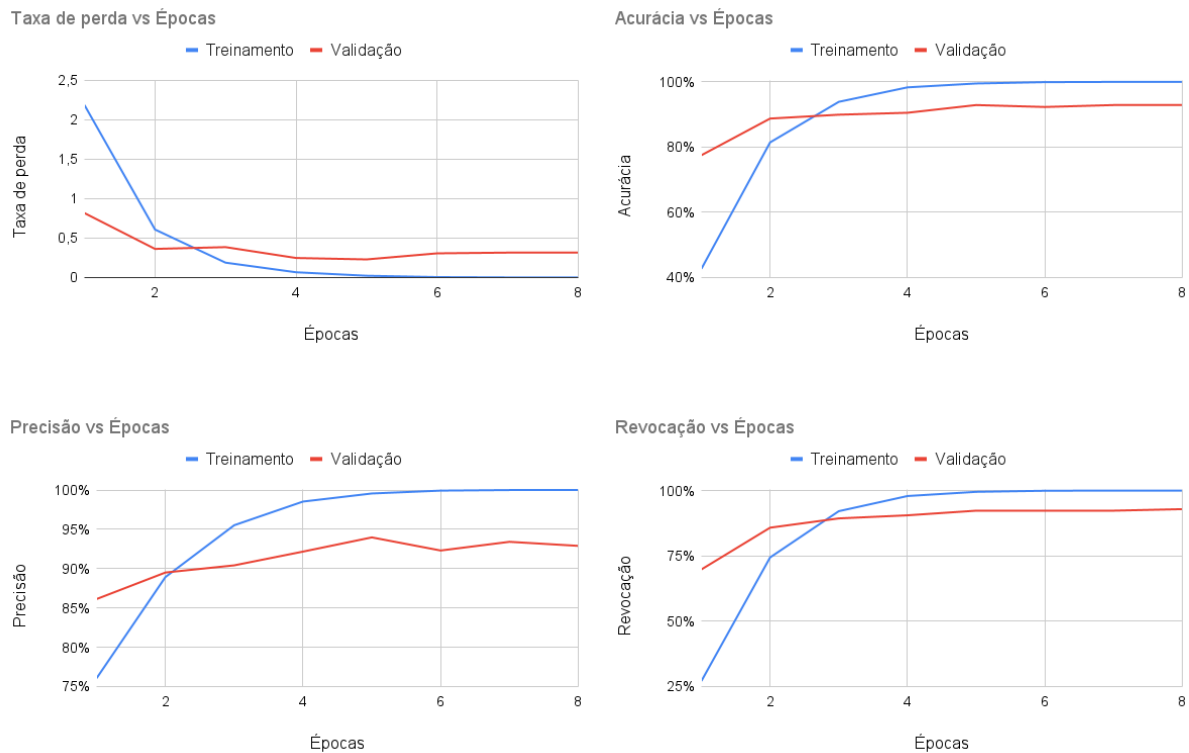 Taxa de perda vs Épocas
Treinamento Validação
Taxa de perda
2,5
2
1,5
1
0,5
0
2 4 6 8
Épocas
Acurácia vs Épocas
Treinamento Validação
Acurácia
100%
80%
60%
40%
2 4 6 8
Épocas
Precisão vs Épocas
Treinamento Validação
Precisão
100%
95%
90%
85%
80%
75%
2 4 6 8
Épocas
Revocação vs Épocas
Treinamento Validação
Revocação
100%
75%
50%
25%
2 4 6 8
Épocas